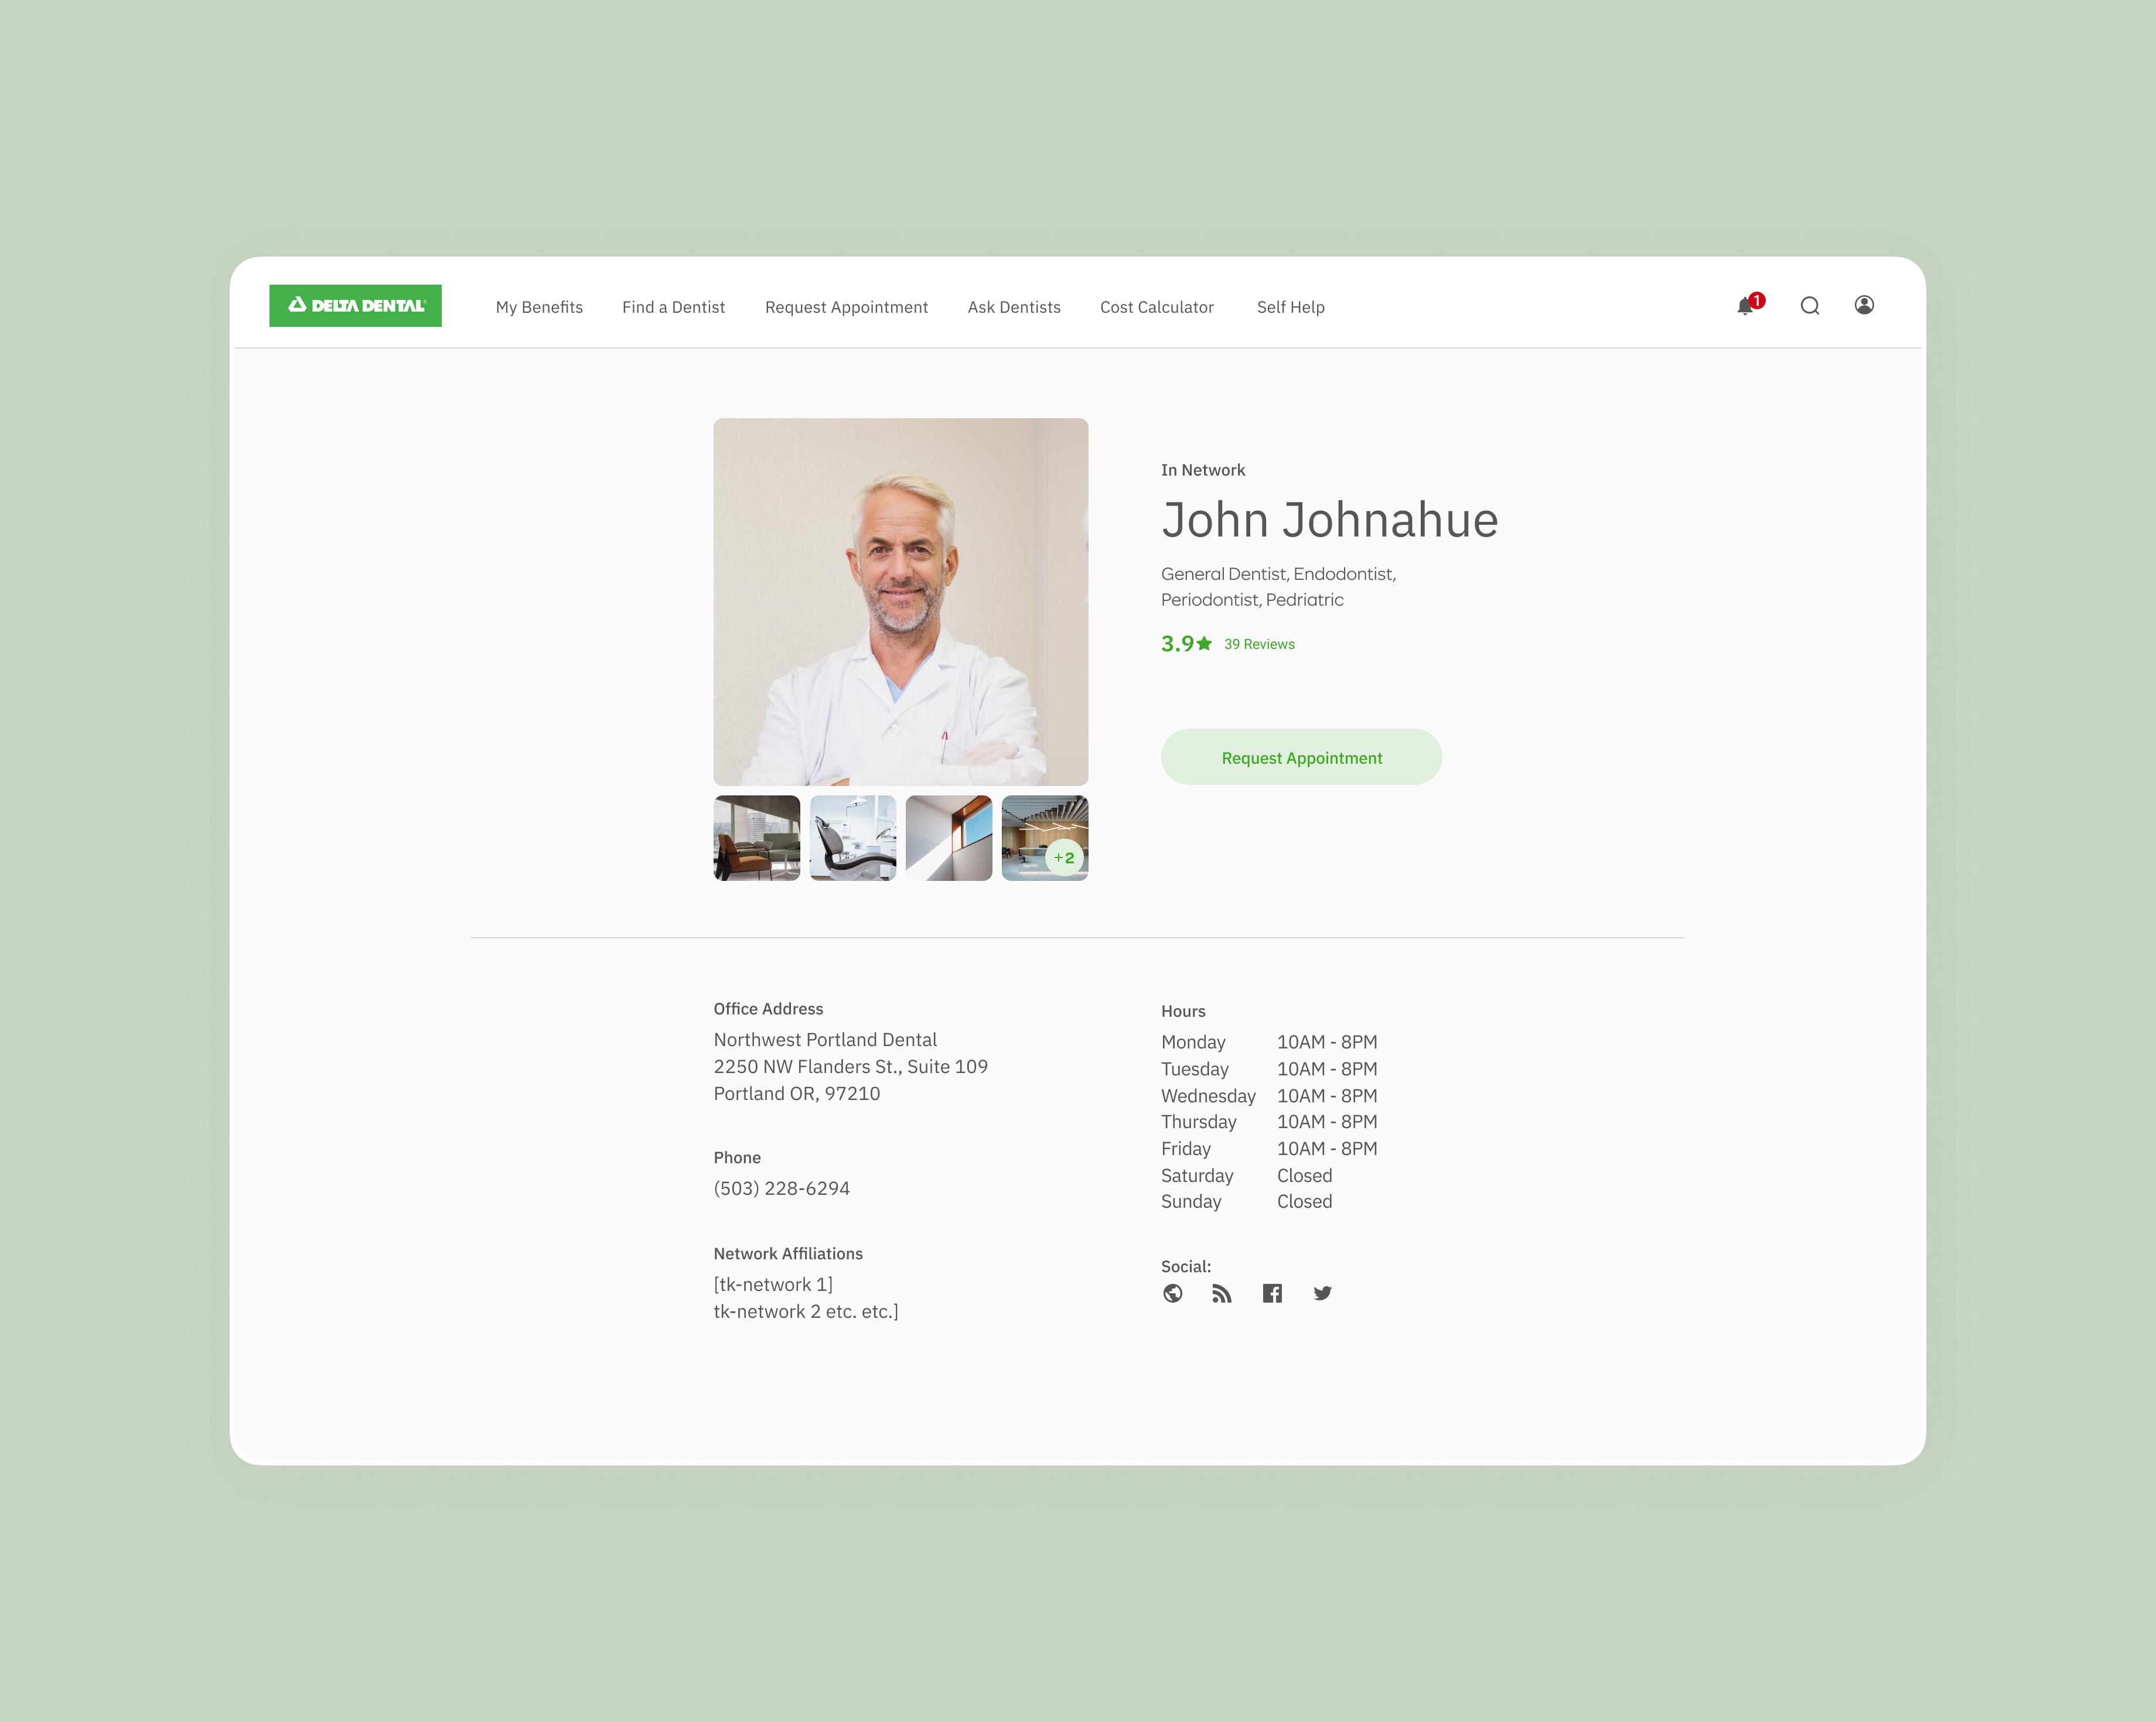 DELTA DENTAL
My Benefits
Find a Dentist
Request Appointment
Ask Dentists
Cost Calculator
Self Help
1
In Network
John Johnahue
General Dentist, Endodontist,
Periodontist, Pedriatric
3.9★ 39 Reviews
Request Appointment
+2
Office Address
Northwest Portland Dental
2250 NW Flanders St., Suite 109
Portland OR, 97210
Phone
(503) 228-6294
Network Affiliations
[tk-network 1]
tk-network 2 etc. etc.]
Hours
Monday 10AM - 8PM
Tuesday 10AM - 8PM
Wednesday 10AM - 8PM
Thursday 10AM - 8PM
Friday 10AM - 8PM
Saturday Closed
Sunday Closed
Social: